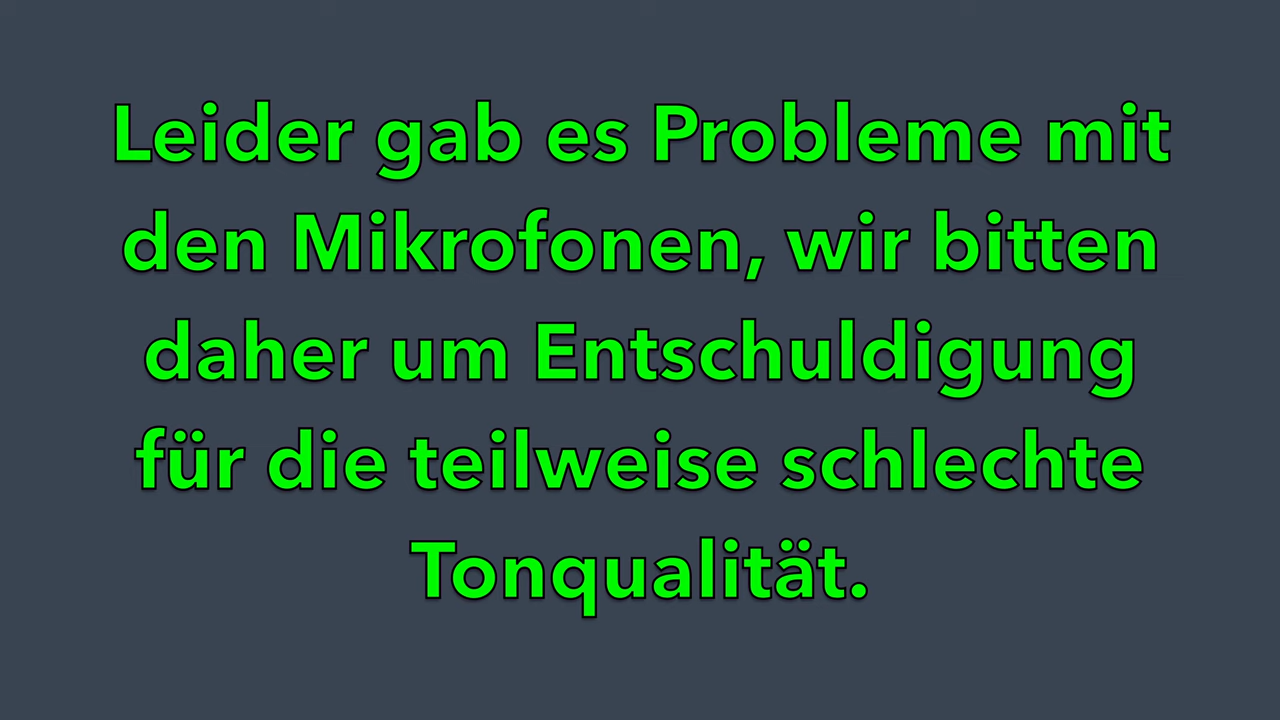 Leider gab es Probleme mit
den Mikrofonen, wir bitten
daher um Entschuldigung
für die teilweise schlechte
Tonqualität.